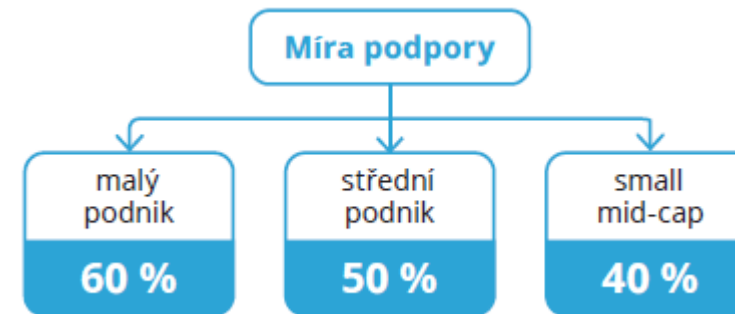 Míra podpory
malý
podnik
60 %
střední
podnik
50 %
small
mid-cap
40 %